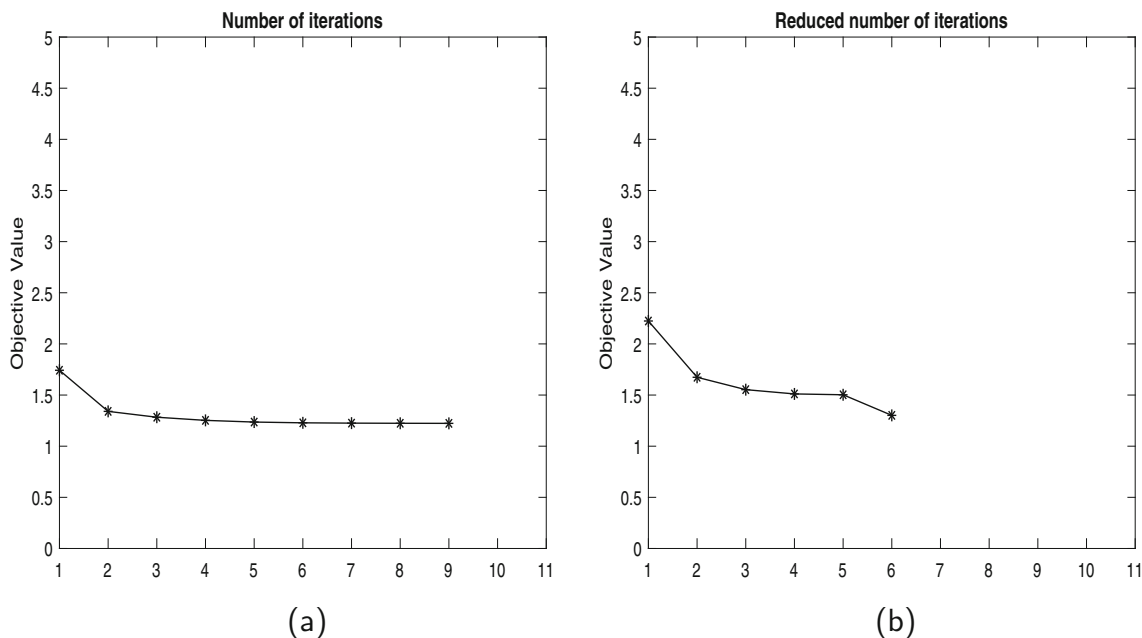 Number of iterations
Objective Value
5
4.5
4
3.5
3
2.5
2
1.5
1
0.5
0
1 2 3 4 5 6 7 8 9 10 11
(a)
Reduced number of iterations
Objective Value
5
4.5
4
3.5
3
2.5
2
1.5
1
0.5
0
1 2 3 4 5 6 7 8 9 10 11
(b)